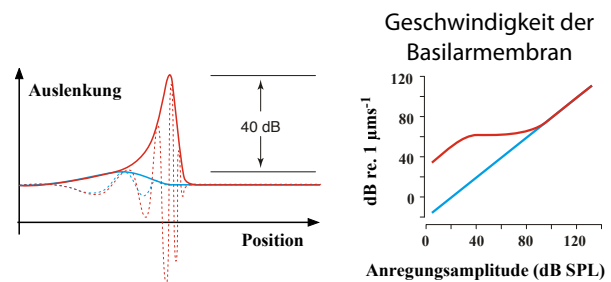 Auslenkung
40 dB
Position
Geschwindigkeit der
Basilarmembran
dB re. 1 μms⁻¹
120
80
40
0
0
40
80
120
Anregungsamplitude (dB SPL)